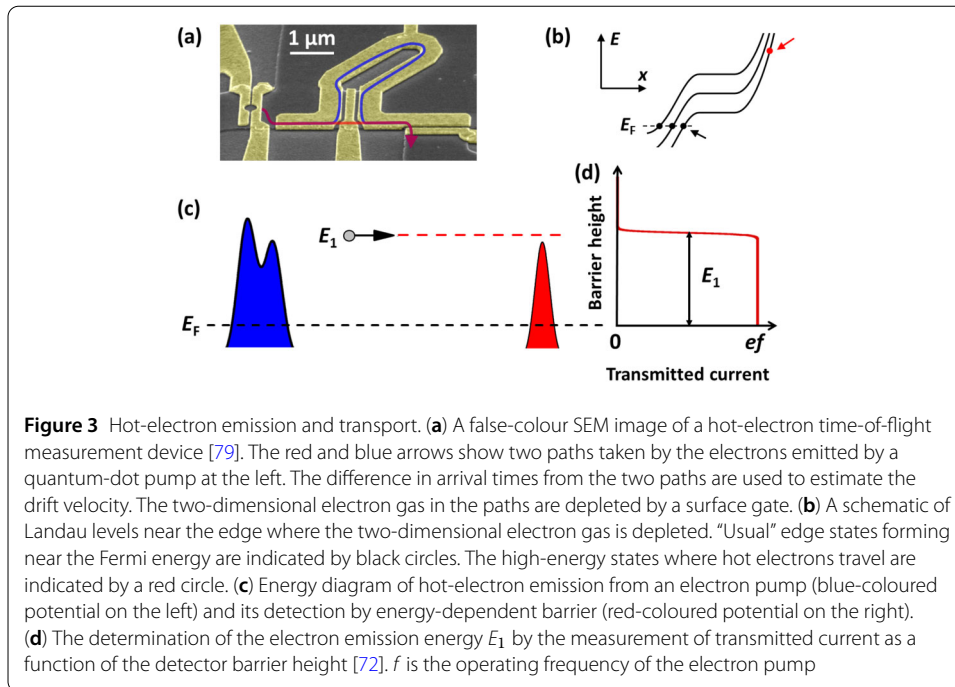 (a)
1 μm
(b)
E
x
E_F
(c)
E_1
E_F
(d)
Barrier height
E_1
0
ef
Transmitted current
Figure 3 Hot-electron emission and transport. (a) A false-colour SEM image of a hot-electron time-of-flight
measurement device [79]. The red and blue arrows show two paths taken by the electrons emitted by a
quantum-dot pump at the left. The difference in arrival times from the two paths are used to estimate the
drift velocity. The two-dimensional electron gas in the paths are depleted by a surface gate. (b) A schematic of
Landau levels near the edge where the two-dimensional electron gas is depleted. “Usual” edge states forming
near the Fermi energy are indicated by black circles. The high-energy states where hot electrons travel are
indicated by a red circle. (c) Energy diagram of hot-electron emission from an electron pump (blue-coloured
potential on the left) and its detection by energy-dependent barrier (red-coloured potential on the right).
(d) The determination of the electron emission energy E_1 by the measurement of transmitted current as a
function of the detector barrier height [72]. f is the operating frequency of the electron pump